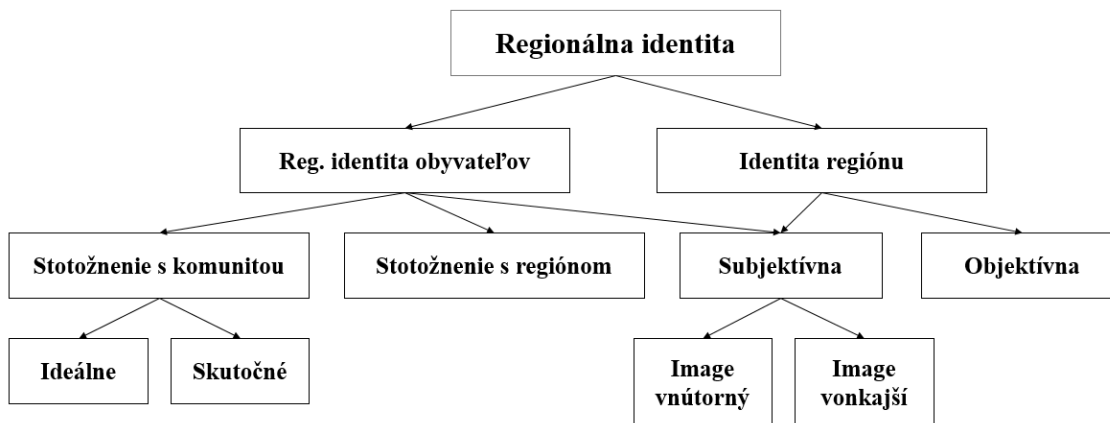 Regionálna identita
Reg. identita obyvateľov
Identita regiónu
Stotožnenie s komunitou
Stotožnenie s regiónom
Subjektívna
Objektívna
Ideálne
Skutočné
Image
vnútorný
Image
vonkajší